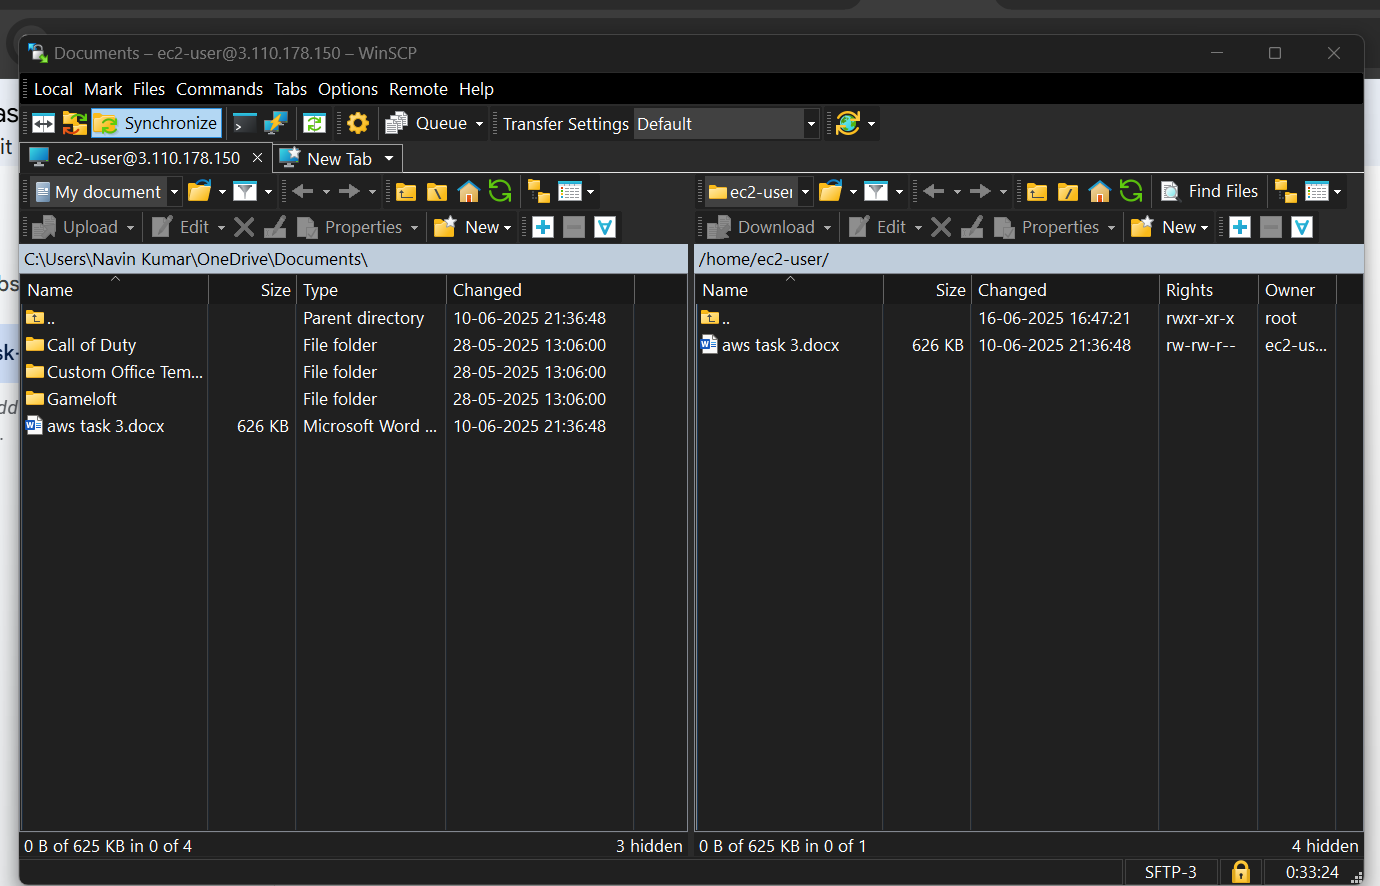 Documents – ec2-user@3.110.178.150 – WinSCP
Local Mark Files Commands Tabs Options Remote Help
Synchronize Queue Transfer Settings Default
ec2-user@3.110.178.150 New Tab
My document
Upload Edit Properties New
C:\Users\Navin Kumar\OneDrive\Documents\
Name Size Type Changed
.. Parent directory 10-06-2025 21:36:48
Call of Duty File folder 28-05-2025 13:06:00
Custom Office Tem... File folder 28-05-2025 13:06:00
Gameloft File folder 28-05-2025 13:06:00
aws task 3.docx 626 KB Microsoft Word ... 10-06-2025 21:36:48
0 B of 625 KB in 0 of 4 3 hidden
ec2-user Find Files
Download Edit Properties New
/home/ec2-user/
Name Size Changed Rights Owner
.. 16-06-2025 16:47:21 rwxr-xr-x root
aws task 3.docx 626 KB 10-06-2025 21:36:48 rw-rw-r-- ec2-us...
0 B of 625 KB in 0 of 1 4 hidden
SFTP-3 0:33:24
as
it
bs
sk-
dd